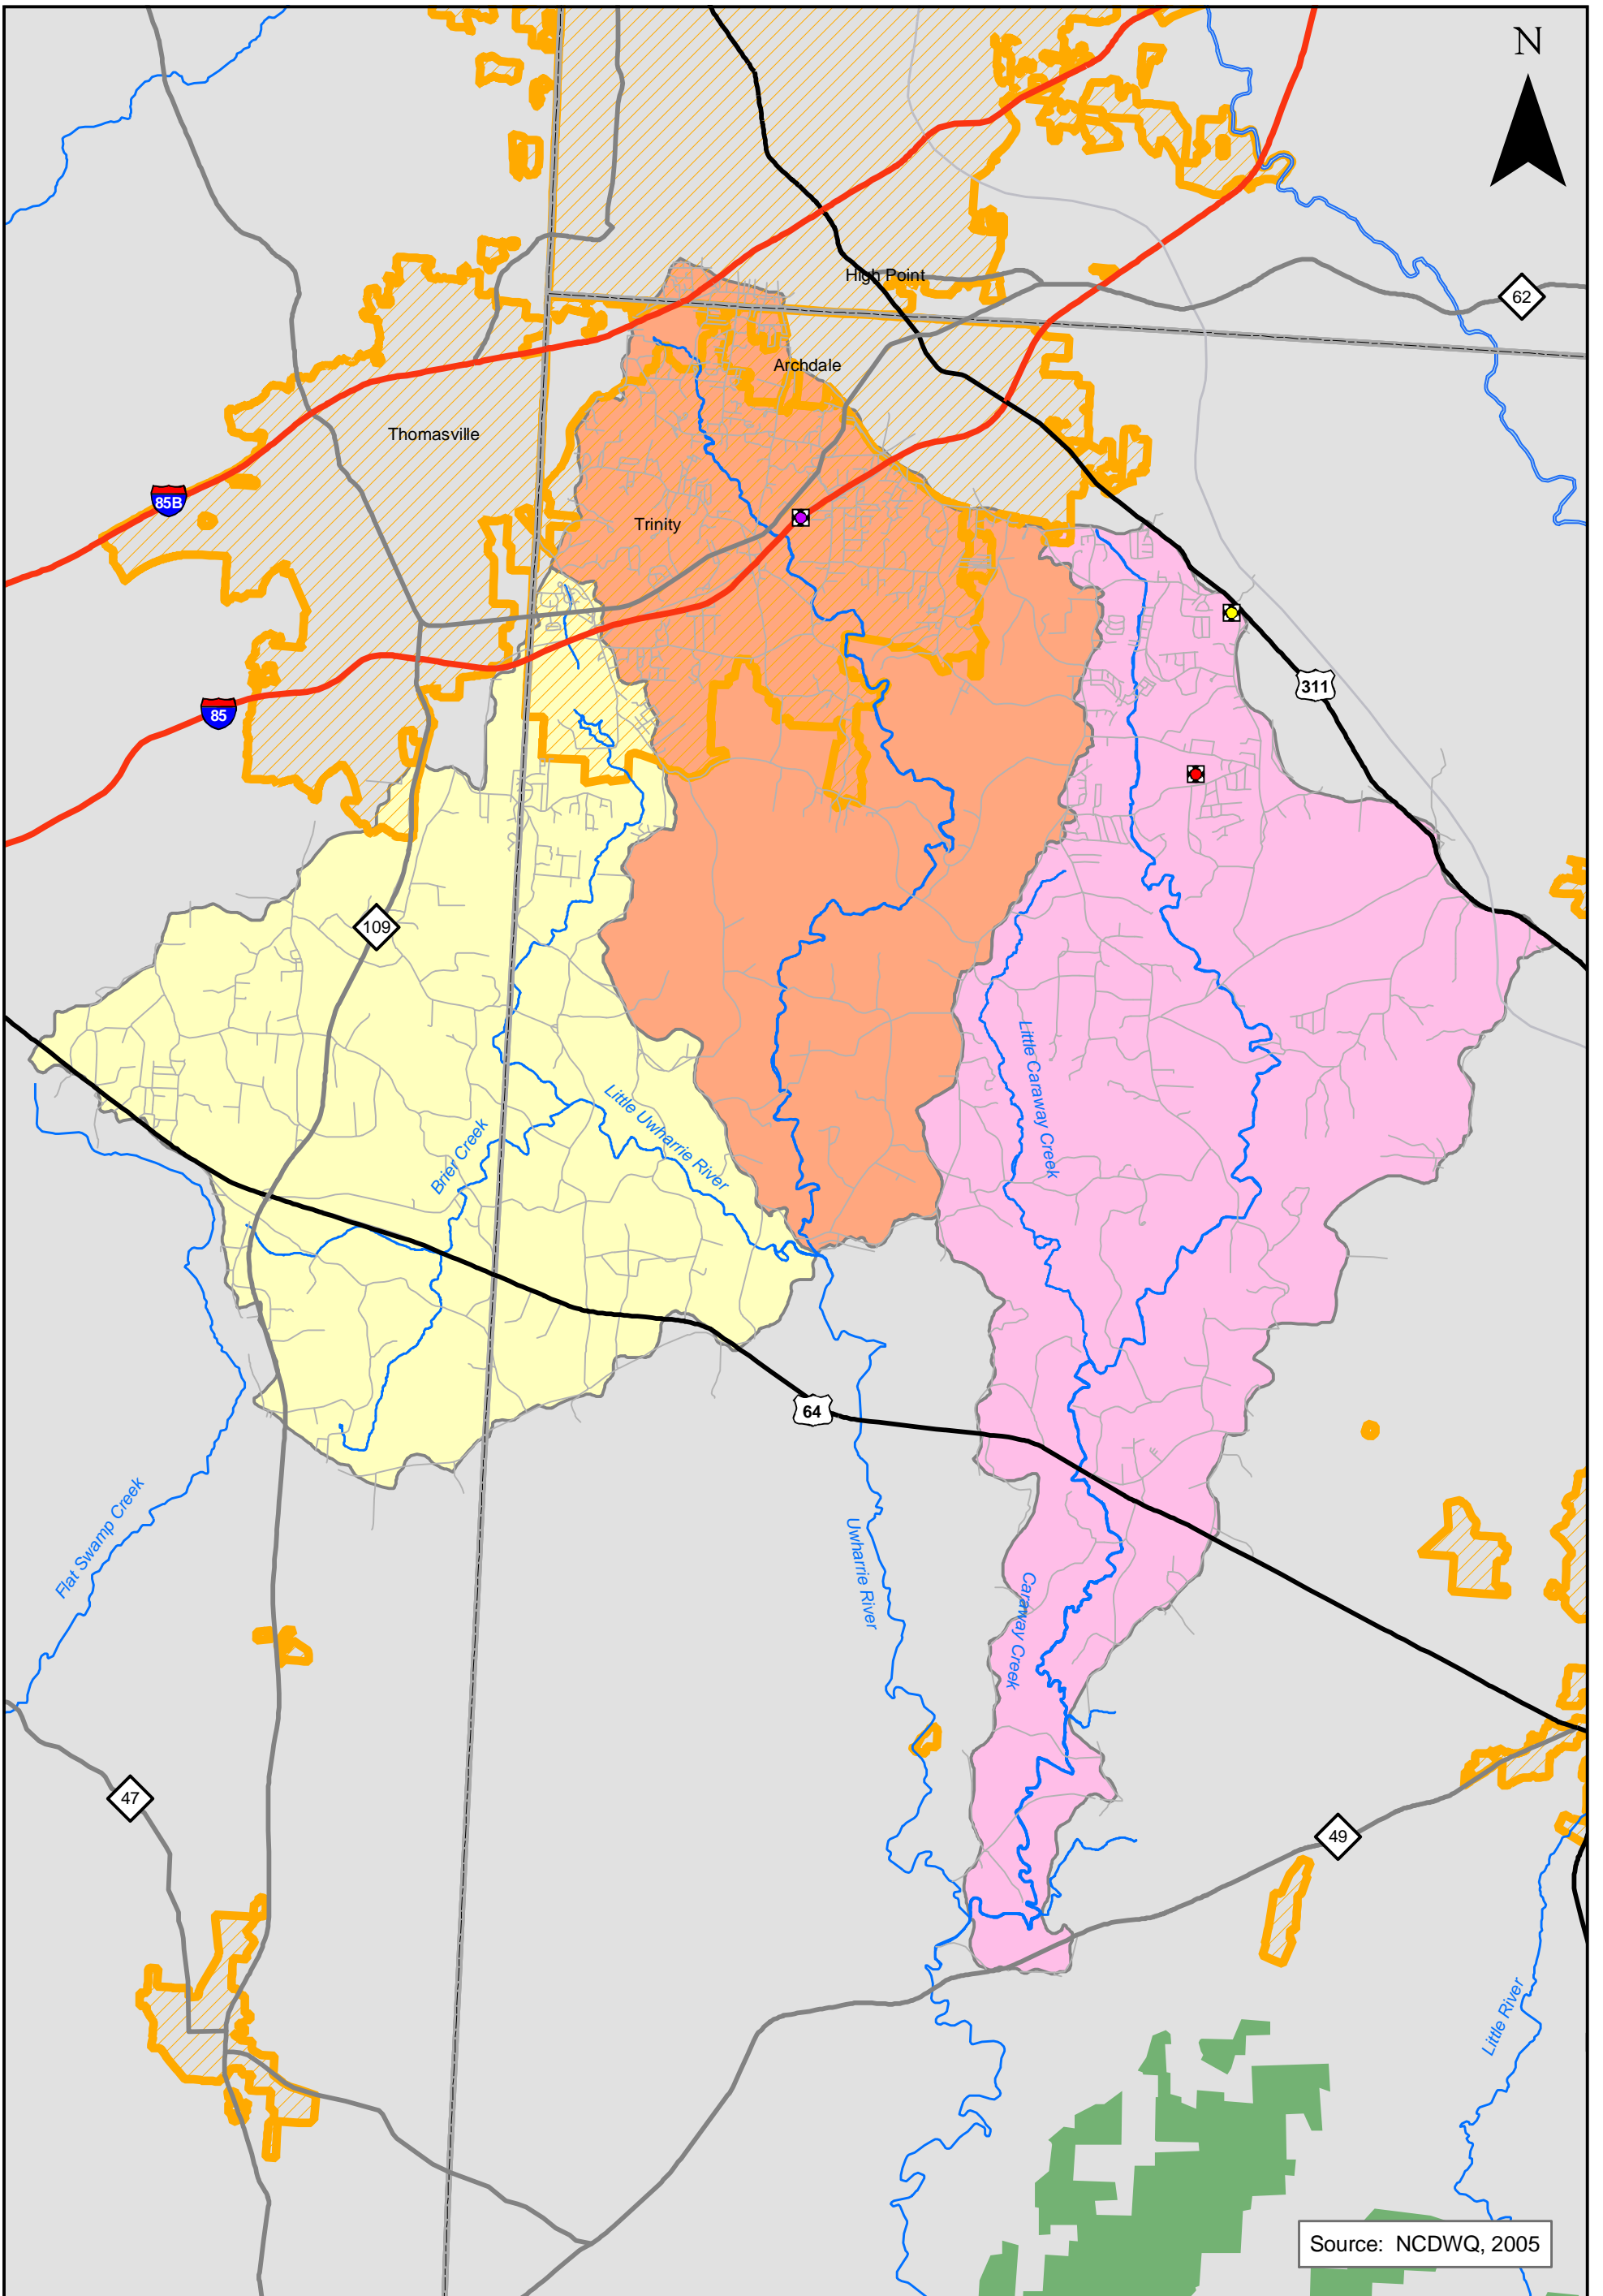 N
62
High Point
Archdale
Thomasville
85B
Trinity
311
85
109
Little Caraway Creek
Little Uwharrie River
Brier Creek
64
Flat Swamp Creek
Uwharrie River
Caraway Creek
47
49
Little River
Source: NCDWQ, 2005